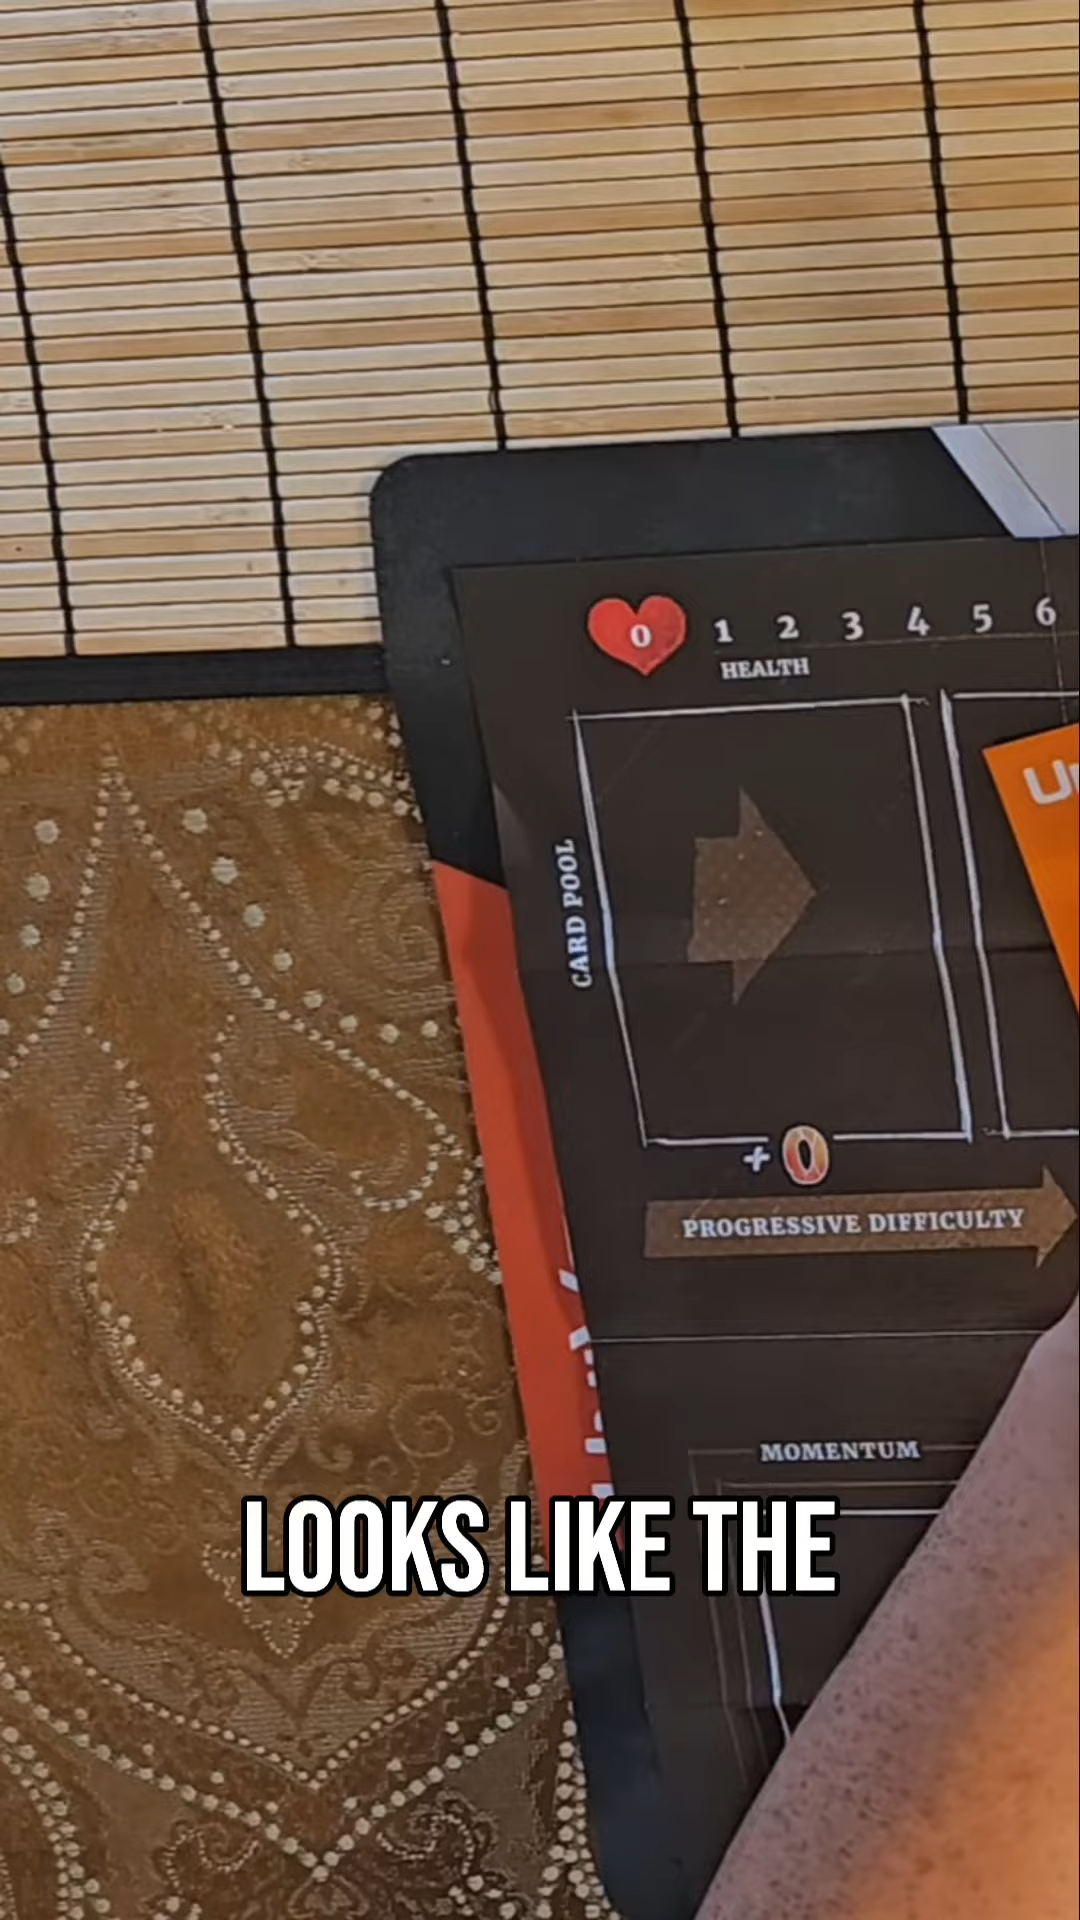 0 1 2 3 4 5 6
HEALTH
CARD POOL
+0
PROGRESSIVE DIFFICULTY
MOMENTUM
LOOKS LIKE THE